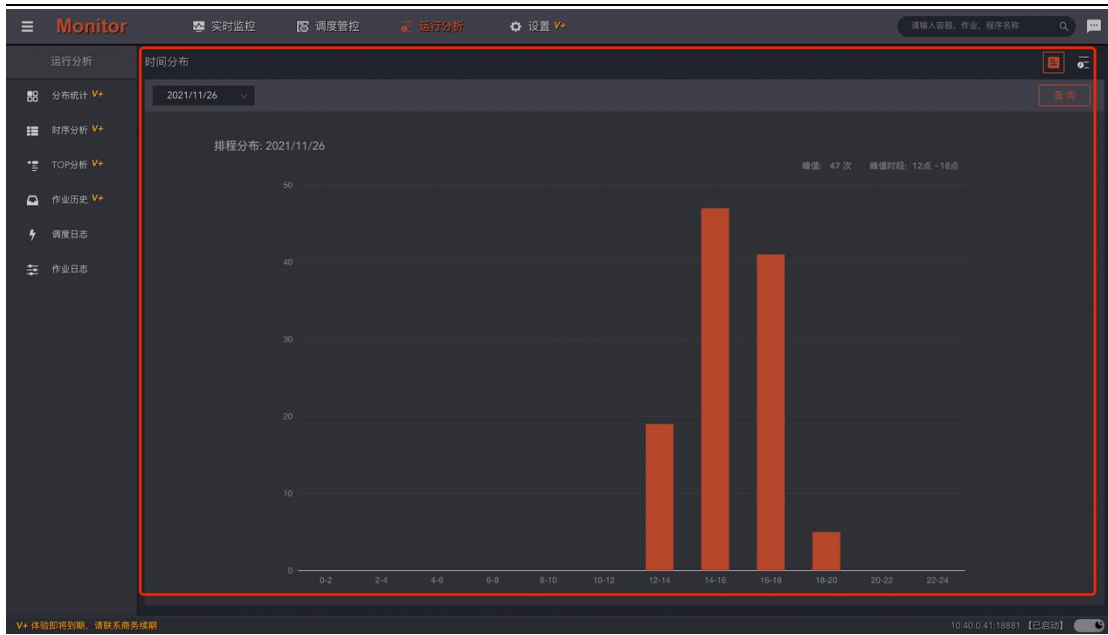 Monitor 实时监控 调度管控 运行分析 设置 V+ 请输入容器、作业、程序名称
运行分析
分布统计 V+
时序分析 V+
TOP分析 V+
作业历史 V+
调度日志
作业日志
时间分布
2021/11/26 查 询
排程分布: 2021/11/26
峰值: 47 次 峰值时段: 12点 -18点
50
40
30
20
10
0
0-2 2-4 4-6 6-8 8-10 10-12 12-14 14-16 16-18 18-20 20-22 22-24
V+ 体验即将到期，请联系商务续期 10.40.0.41:18881 【已启动】